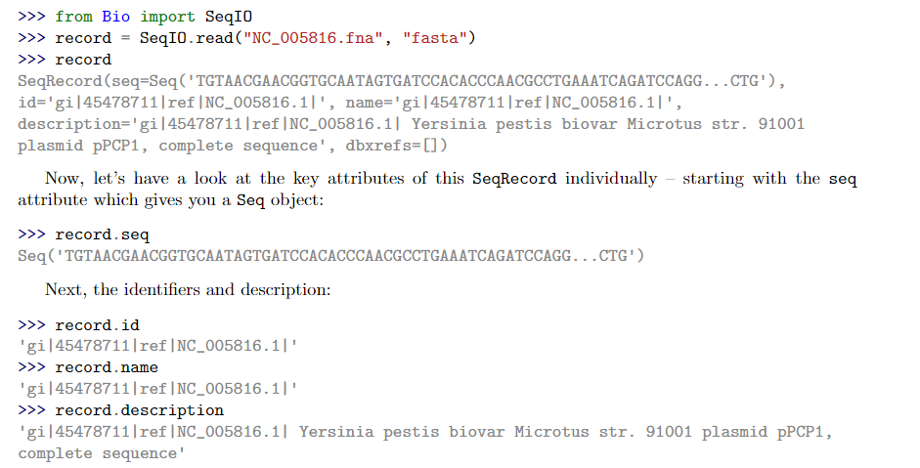 >>> from Bio import SeqIO
>>> record = SeqIO.read("NC_005816.fna", "fasta")
>>> record
SeqRecord(seq=Seq('TGTAACGAACGGTGCAATAGTGATCCACACCCAACGCCTGAAATCAGATCCAGG...CTG'),
id='gi|45478711|ref|NC_005816.1|', name='gi|45478711|ref|NC_005816.1|',
description='gi|45478711|ref|NC_005816.1| Yersinia pestis biovar Microtus str. 91001
plasmid pPCP1, complete sequence', dbxrefs=[])
Now, let's have a look at the key attributes of this SeqRecord individually – starting with the seq
attribute which gives you a Seq object:
>>> record.seq
Seq('TGTAACGAACGGTGCAATAGTGATCCACACCCAACGCCTGAAATCAGATCCAGG...CTG')
Next, the identifiers and description:
>>> record.id
'gi|45478711|ref|NC_005816.1|'
>>> record.name
'gi|45478711|ref|NC_005816.1|'
>>> record.description
'gi|45478711|ref|NC_005816.1| Yersinia pestis biovar Microtus str. 91001 plasmid pPCP1,
complete sequence'